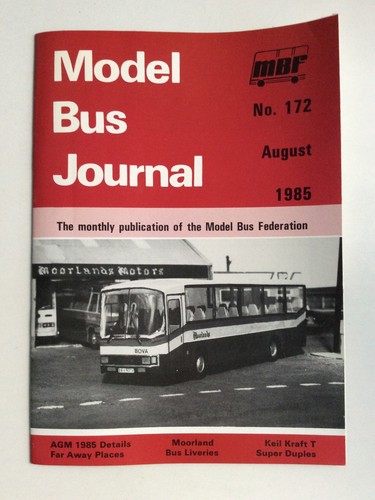 Model
Bus
Journal
MBF
No. 172
August
1985
The monthly publication of the Model Bus Federation
Moorlands Motors
Moorlands
BOVA
AGM 1985 Details
Far Away Places
Moorland
Bus Liveries
Keil Kraft T
Super Duples